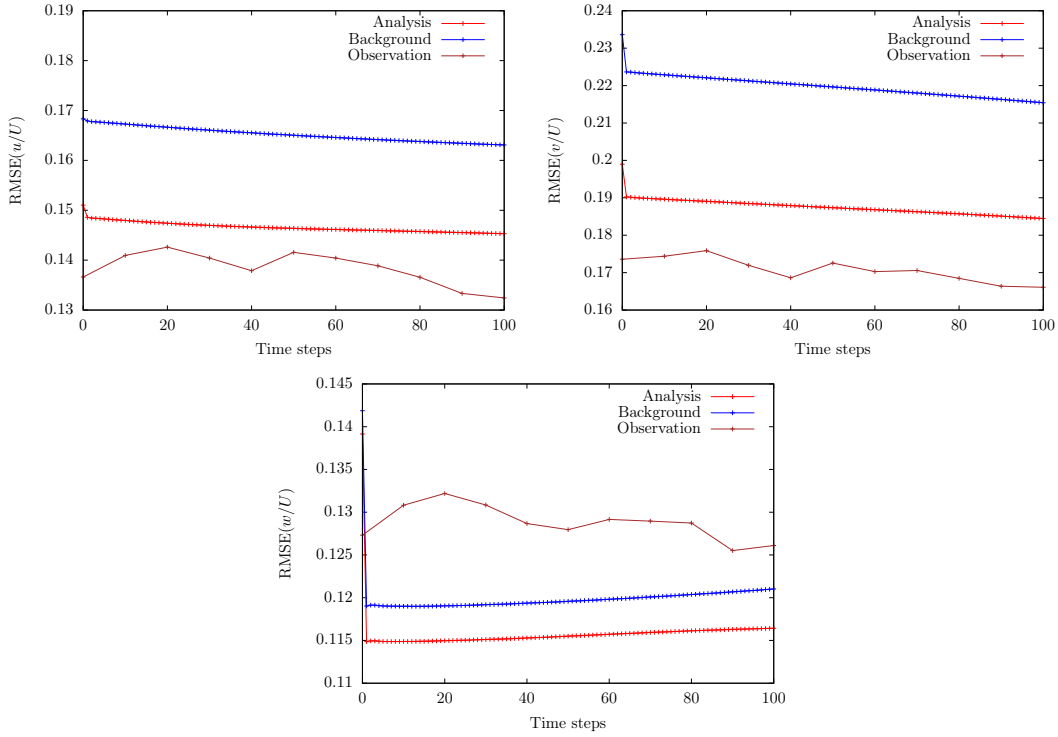 0.19
0.18
0.17
0.16
0.15
0.14
0.13
0 20 40 60 80 100
RMSE(u/U)
Time steps
Analysis
Background
Observation
0.24
0.23
0.22
0.21
0.2
0.19
0.18
0.17
0.16
0 20 40 60 80 100
RMSE(v/U)
Time steps
Analysis
Background
Observation
0.145
0.14
0.135
0.13
0.125
0.12
0.115
0.11
0 20 40 60 80 100
RMSE(w/U)
Time steps
Analysis
Background
Observation